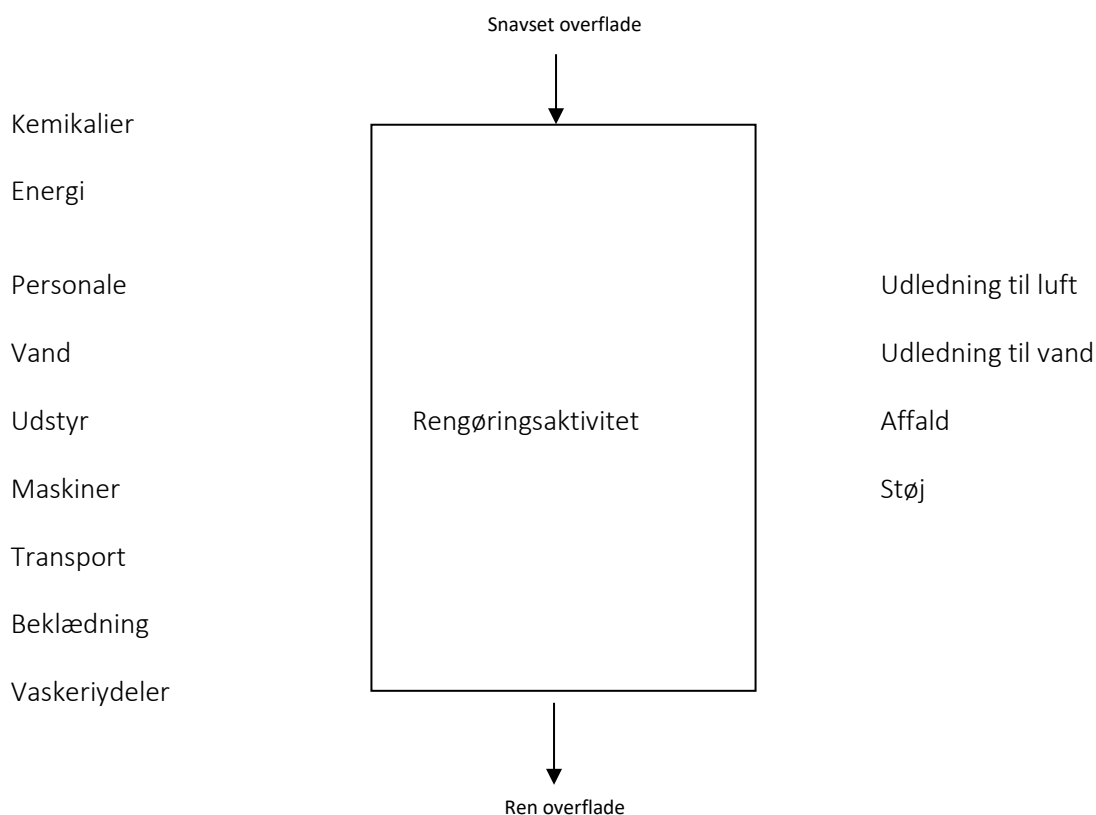 Snavset overflade
Kemikalier
Energi
Personale
Vand
Udstyr
Maskiner
Transport
Beklædning
Vaskeriydeler
Rengøringsaktivitet
Udledning til luft
Udledning til vand
Affald
Støj
Ren overflade